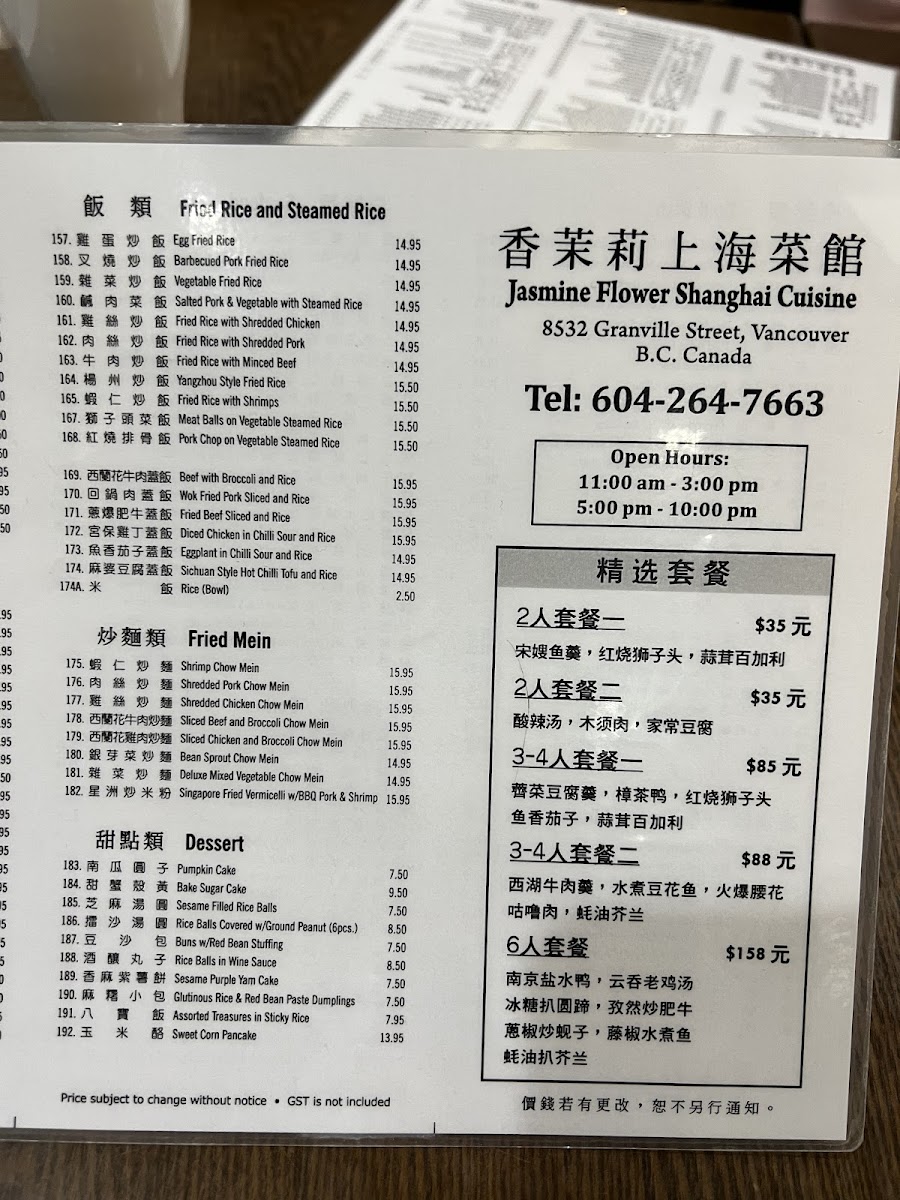 飯 類 Fried Rice and Steamed Rice
157. 雞 蛋 炒 飯 Egg Fried Rice 14.95
158. 叉 燒 炒 飯 Barbecued Pork Fried Rice 14.95
159. 雜 菜 炒 飯 Vegetable Fried Rice 14.95
160. 鹹 肉 菜 飯 Salted Pork & Vegetable with Steamed Rice 14.95
161. 雞 絲 炒 飯 Fried Rice with Shredded Chicken 14.95
162. 肉 絲 炒 飯 Fried Rice with Shredded Pork 14.95
163. 牛 肉 炒 飯 Fried Rice with Minced Beef 14.95
164. 楊 州 炒 飯 Yangzhou Style Fried Rice 15.50
165. 蝦 仁 炒 飯 Fried Rice with Shrimps 15.50
167. 獅 子 頭 菜 飯 Meat Balls on Vegetable Steamed Rice 15.50
168. 紅 燒 排 骨 飯 Pork Chop on Vegetable Steamed Rice 15.50
169. 西蘭花牛肉蓋飯 Beef with Broccoli and Rice 15.95
170. 回 鍋 肉 蓋 飯 Wok Fried Pork Sliced and Rice 15.95
171. 蔥爆肥牛蓋飯 Fried Beef Sliced and Rice 15.95
172. 宮保雞丁蓋飯 Diced Chicken in Chilli Sour and Rice 15.95
173. 魚香茄子蓋飯 Eggplant in Chilli Sour and Rice 14.95
174. 麻婆豆腐蓋飯 Sichuan Style Hot Chilli Tofu and Rice 14.95
174A. 米 飯 Rice (Bowl) 2.50
炒麵類 Fried Mein
175. 蝦 仁 炒 麵 Shrimp Chow Mein 15.95
176. 肉 絲 炒 麵 Shredded Pork Chow Mein 15.95
177. 雞 絲 炒 麵 Shredded Chicken Chow Mein 15.95
178. 西蘭花牛肉炒麵 Sliced Beef and Broccoli Chow Mein 15.95
179. 西蘭花雞肉炒麵 Sliced Chicken and Broccoli Chow Mein 15.95
180. 銀 芽 菜 炒 麵 Bean Sprout Chow Mein 14.95
181. 雜 菜 炒 麵 Deluxe Mixed Vegetable Chow Mein 14.95
182. 星 洲 炒 米 粉 Singapore Fried Vermicelli w/BBQ Pork & Shrimp 15.95
甜點類 Dessert
183. 南 瓜 圓 子 Pumpkin Cake 7.50
184. 甜 蟹 殼 黃 Bake Sugar Cake 9.50
185. 芝 麻 湯 圓 Sesame Filled Rice Balls 7.50
186. 擂 沙 湯 圓 Rice Balls Covered w/Ground Peanut (6pcs.) 8.50
187. 豆 沙 包 Buns w/Red Bean Stuffing 7.50
188. 酒 釀 丸 子 Rice Balls in Wine Sauce 8.50
189. 香 麻 紫 薯 餅 Sesame Purple Yam Cake 7.50
190. 麻 糬 小 包 Glutinous Rice & Red Bean Paste Dumplings 7.50
191. 八 寶 飯 Assorted Treasures in Sticky Rice 7.95
192. 玉 米 酪 Sweet Corn Pancake 13.95
Price subject to change without notice • GST is not included
香茉莉上海菜館
Jasmine Flower Shanghai Cuisine
8532 Granville Street, Vancouver
B.C. Canada
Tel: 604-264-7663
Open Hours:
11:00 am - 3:00 pm
5:00 pm - 10:00 pm
精选套餐
2人套餐一 $35 元
宋嫂鱼羹，红烧狮子头，蒜茸百加利
2人套餐二 $35 元
酸辣汤，木须肉，家常豆腐
3-4人套餐一 $85 元
薺菜豆腐羹，樟茶鸭，红烧狮子头
鱼香茄子，蒜茸百加利
3-4人套餐二 $88 元
西湖牛肉羹，水煮豆花鱼，火爆腰花
咕噜肉，蚝油芥兰
6人套餐 $158 元
南京盐水鸭，云吞老鸡汤
冰糖扒圆蹄，孜然炒肥牛
蔥椒炒蚬子，藤椒水煮鱼
蚝油扒芥兰
價錢若有更改，恕不另行通知。